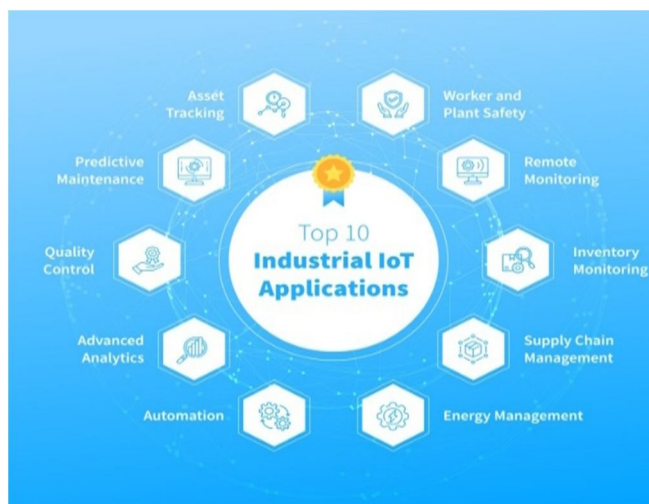 Top 10
Industrial IoT
Applications
Asset
Tracking
Predictive
Maintenance
Quality
Control
Advanced
Analytics
Automation
Worker and
Plant Safety
Remote
Monitoring
Inventory
Monitoring
Supply Chain
Management
Energy Management